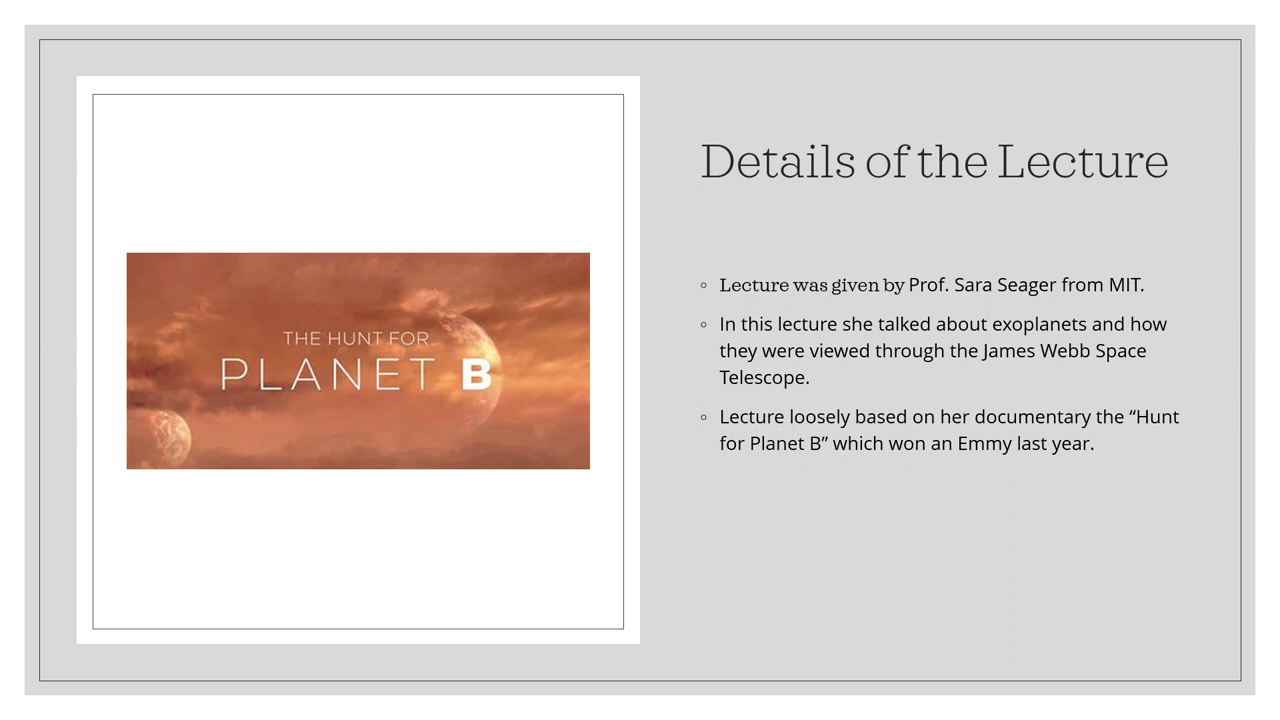 THE HUNT FOR
PLANET B
Details of the Lecture
◦ Lecture was given by Prof. Sara Seager from MIT.
◦ In this lecture she talked about exoplanets and how
they were viewed through the James Webb Space
Telescope.
◦ Lecture loosely based on her documentary the “Hunt
for Planet B” which won an Emmy last year.